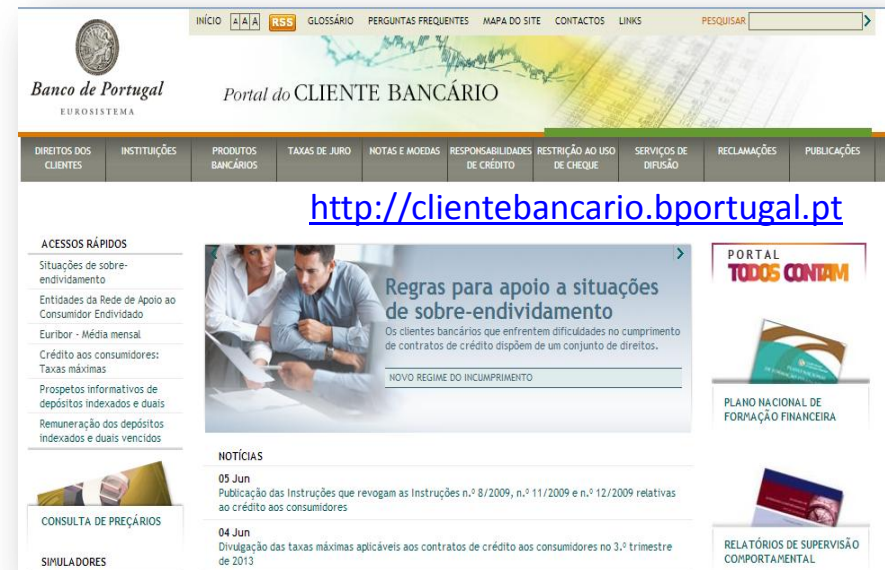 INÍCIO A A A RSS GLOSSÁRIO PERGUNTAS FREQUENTES MAPA DO SITE CONTACTOS LINKS PESQUISAR
Banco de Portugal
EUROSISTEMA
Portal do CLIENTE BANCÁRIO
DIREITOS DOS CLIENTES
INSTITUIÇÕES
PRODUTOS BANCÁRIOS
TAXAS DE JURO
NOTAS E MOEDAS
RESPONSABILIDADES DE CRÉDITO
RESTRIÇÃO AO USO DE CHEQUE
SERVIÇOS DE DIFUSÃO
RECLAMAÇÕES
PUBLICAÇÕES
http://clientebancario.bportugal.pt
ACESSOS RÁPIDOS
Situações de sobre-
endividamento
Entidades da Rede de Apoio ao
Consumidor Endividado
Euribor - Média mensal
Crédito aos consumidores:
Taxas máximas
Prospetos informativos de
depósitos indexados e duais
Remuneração dos depósitos
indexados e duais vencidos
CONSULTA DE PREÇÁRIOS
SIMULADORES
Regras para apoio a situações
de sobre-endividamento
Os clientes bancários que enfrentem dificuldades no cumprimento
de contratos de crédito dispõem de um conjunto de direitos.
NOVO REGIME DO INCUMPRIMENTO
NOTÍCIAS
05 Jun
Publicação das Instruções que revogam as Instruções n.º 8/2009, n.º 11/2009 e n.º 12/2009 relativas
ao crédito aos consumidores
04 Jun
Divulgação das taxas máximas aplicáveis aos contratos de crédito aos consumidores no 3.º trimestre
de 2013
PORTAL
TODOS CONTAM
PLANO NACIONAL DE
FORMAÇÃO FINANCEIRA
RELATÓRIOS DE SUPERVISÃO
COMPORTAMENTAL